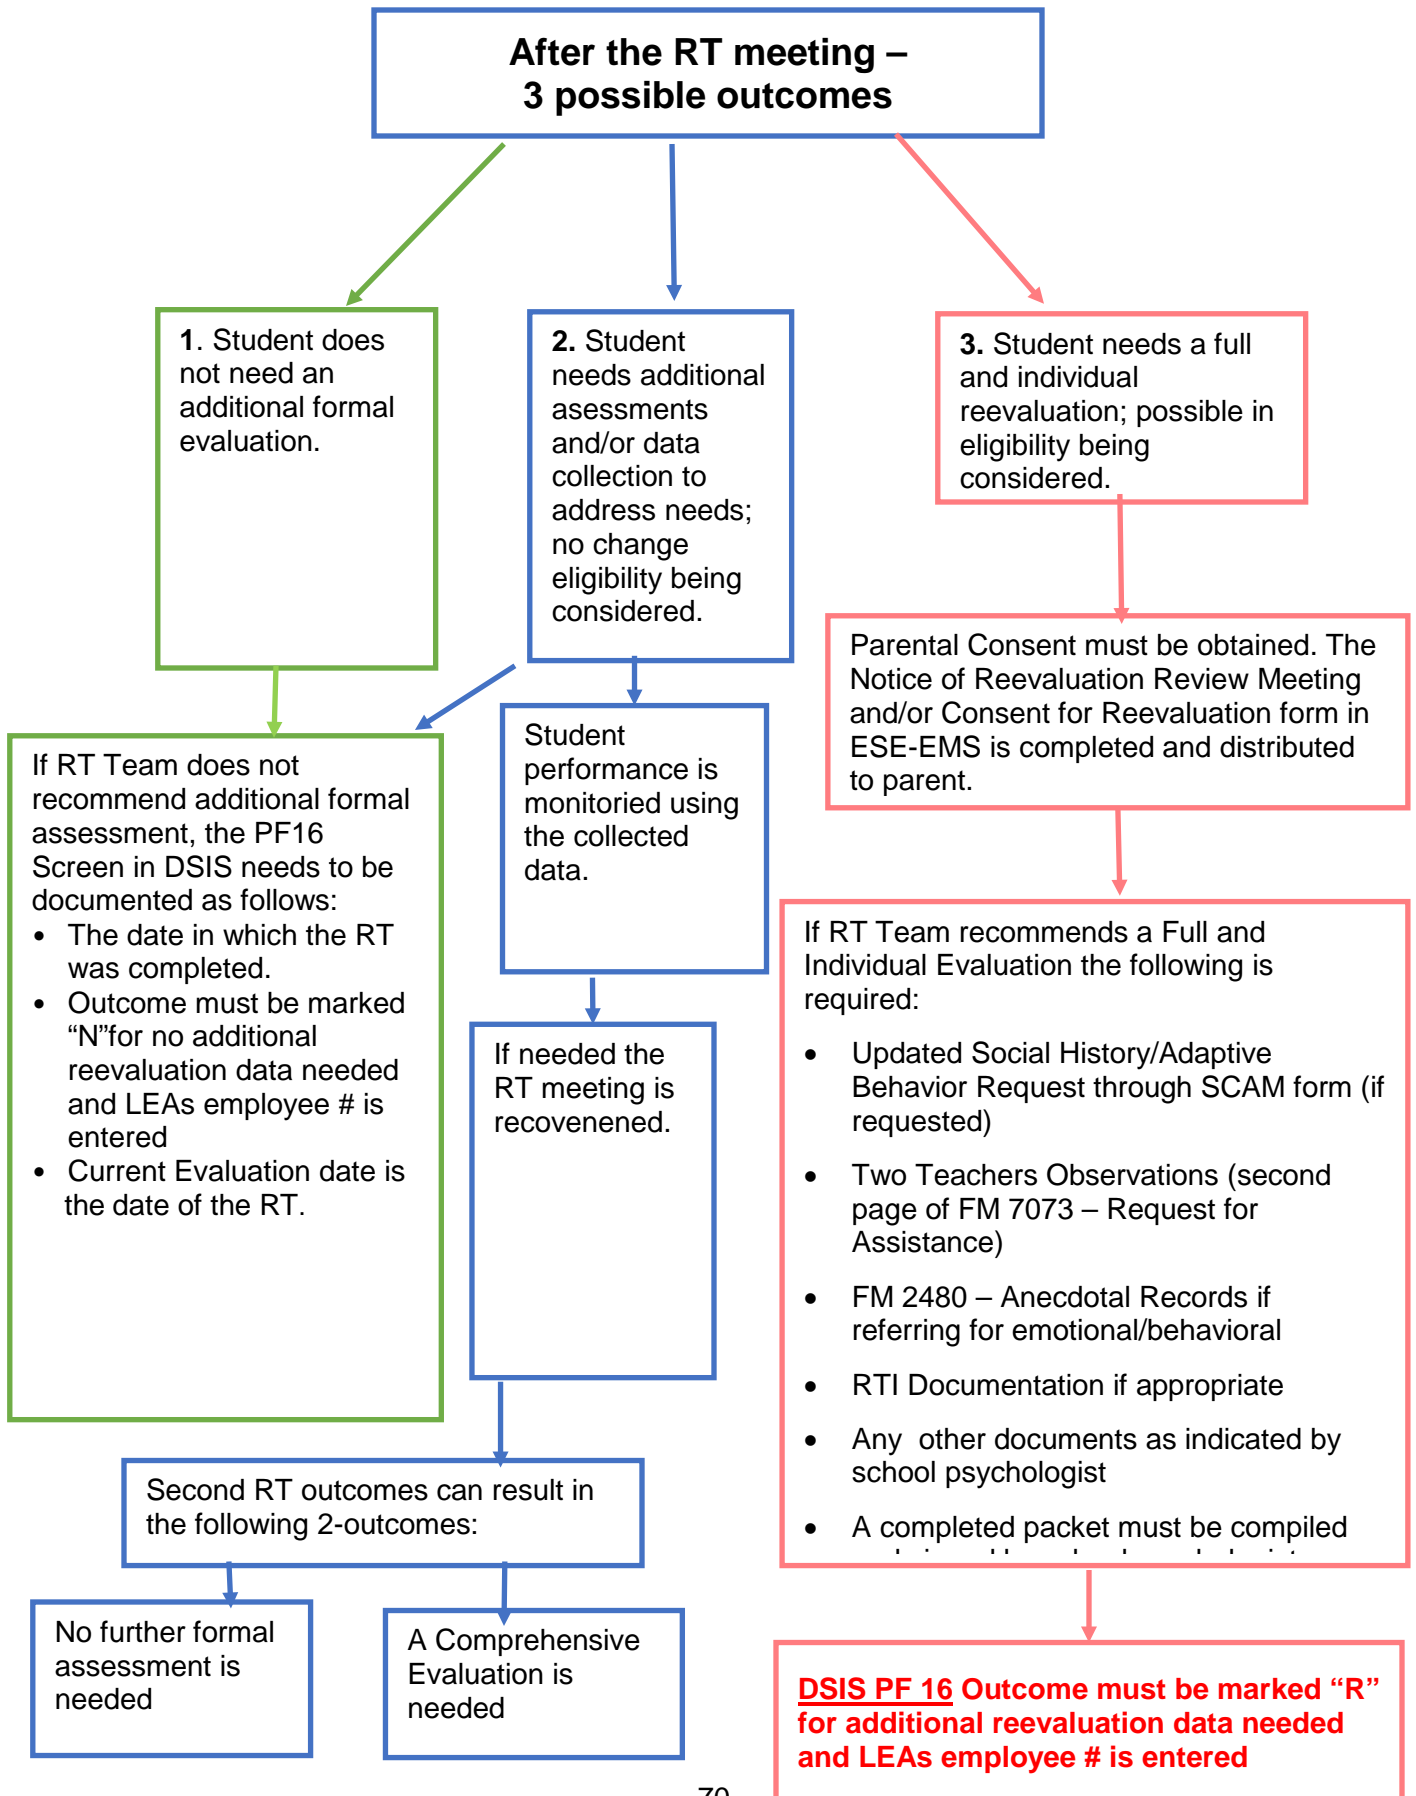 After the RT meeting –
3 possible outcomes
1. Student does
not need an
additional formal
evaluation.
2. Student
needs additional
asessments
and/or data
collection to
address needs;
no change
eligibility being
considered.
3. Student needs a full
and individual
reevaluation; possible in
eligibility being
considered.
Parental Consent must be obtained. The
Notice of Reevaluation Review Meeting
and/or Consent for Reevaluation form in
ESE-EMS is completed and distributed
to parent.
Student
performance is
monitoried using
the collected
data.
If RT Team does not
recommend additional formal
assessment, the PF16
Screen in DSIS needs to be
documented as follows:
• The date in which the RT
was completed.
• Outcome must be marked
“N”for no additional
reevaluation data needed
and LEAs employee # is
entered
• Current Evaluation date is
the date of the RT.
If needed the
RT meeting is
recovenened.
If RT Team recommends a Full and
Individual Evaluation the following is
required:
• Updated Social History/Adaptive
Behavior Request through SCAM form (if
requested)
• Two Teachers Observations (second
page of FM 7073 – Request for
Assistance)
• FM 2480 – Anecdotal Records if
referring for emotional/behavioral
• RTI Documentation if appropriate
• Any other documents as indicated by
school psychologist
• A completed packet must be compiled
Second RT outcomes can result in
the following 2-outcomes:
No further formal
assessment is
needed
A Comprehensive
Evaluation is
needed
DSIS PF 16 Outcome must be marked “R”
for additional reevaluation data needed
and LEAs employee # is entered